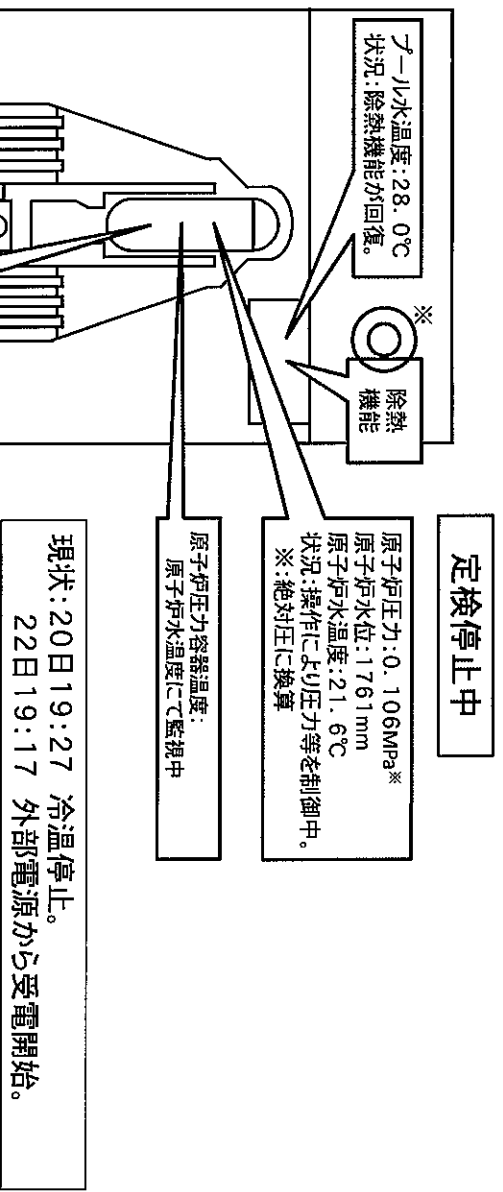 定検停止中
プール水温度:28. 0℃
状況:除熱機能が回復。
※
除熱
機能
原子炉圧力:0. 106MPa※
原子炉水位:1761mm
原子炉水温度:21. 6℃
状況:操作により圧力等を制御中。
※:絶対圧に換算
原子炉圧力容器温度:
原子炉水温度にて監視中
現状:20日19:27 冷温停止。
22日19:17 外部電源から受電開始。